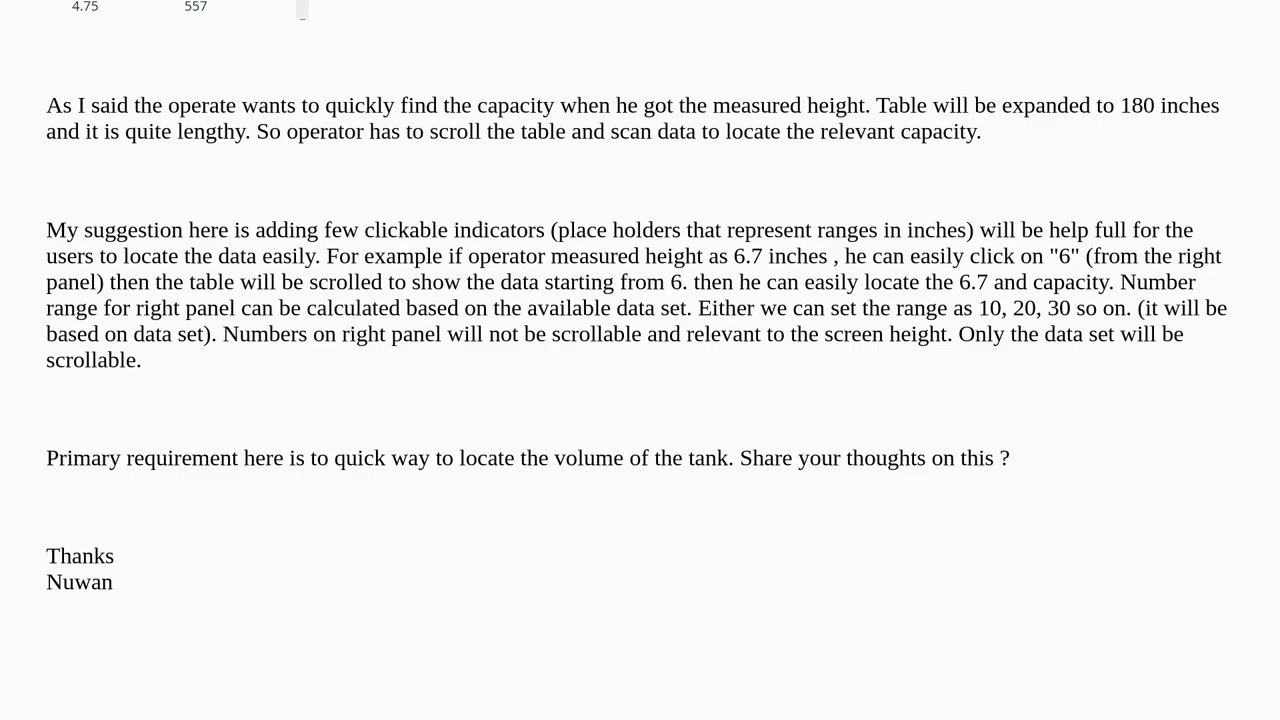 4.75 557
As I said the operate wants to quickly find the capacity when he got the measured height. Table will be expanded to 180 inches
and it is quite lengthy. So operator has to scroll the table and scan data to locate the relevant capacity.
My suggestion here is adding few clickable indicators (place holders that represent ranges in inches) will be help full for the
users to locate the data easily. For example if operator measured height as 6.7 inches , he can easily click on "6" (from the right
panel) then the table will be scrolled to show the data starting from 6. then he can easily locate the 6.7 and capacity. Number
range for right panel can be calculated based on the available data set. Either we can set the range as 10, 20, 30 so on. (it will be
based on data set). Numbers on right panel will not be scrollable and relevant to the screen height. Only the data set will be
scrollable.
Primary requirement here is to quick way to locate the volume of the tank. Share your thoughts on this ?
Thanks
Nuwan